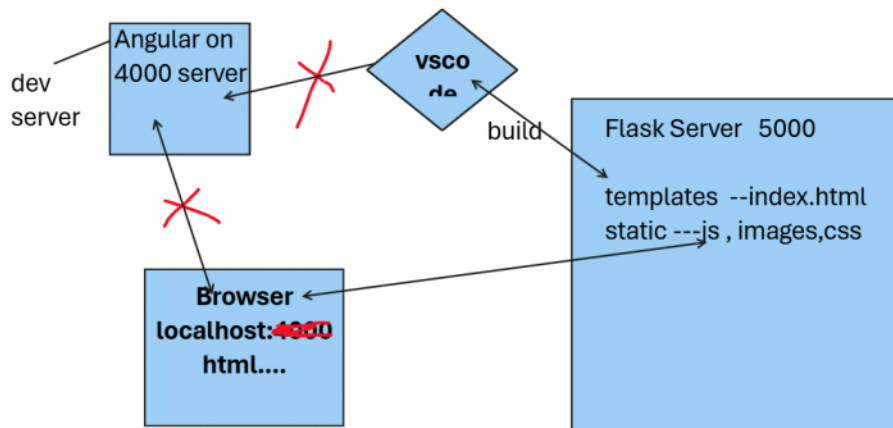 Angular on
4000 server
dev
server
vsco
de
build
Flask Server 5000
templates --index.html
static ---js , images,css
Browser
localhost:4000
html....